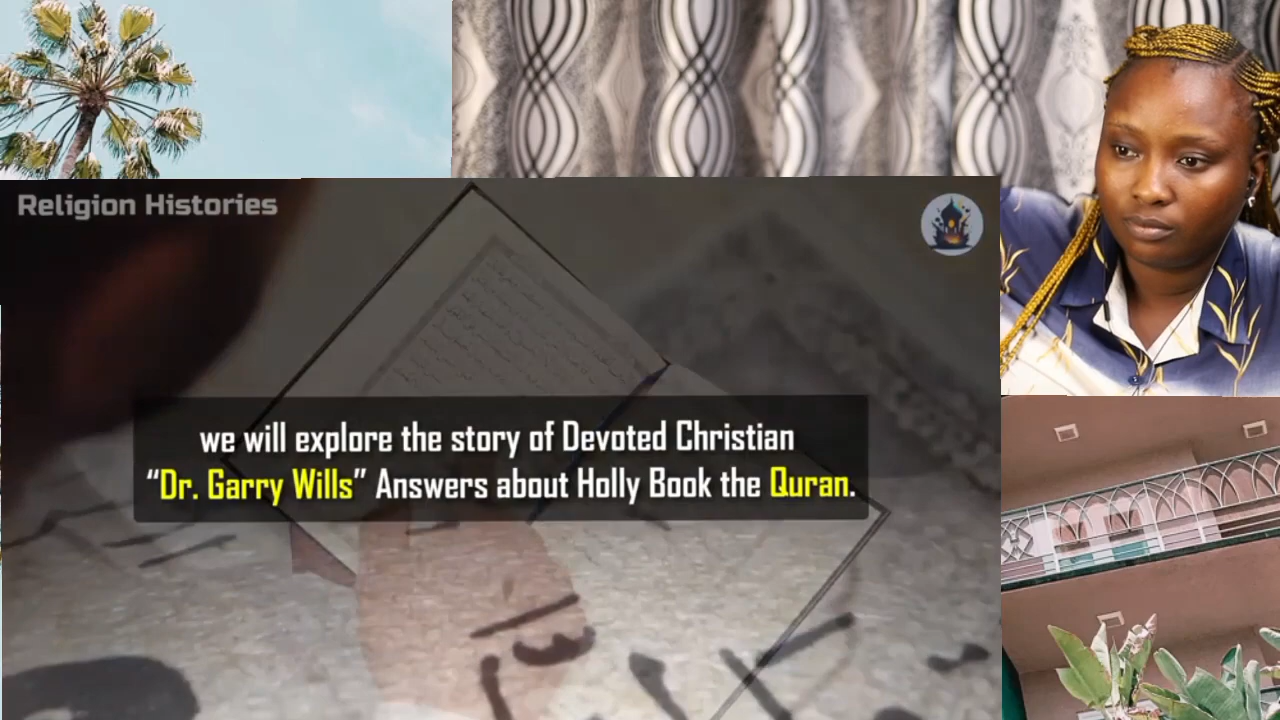 Religion Histories
we will explore the story of Devoted Christian
“Dr. Garry Wills” Answers about Holly Book the Quran.